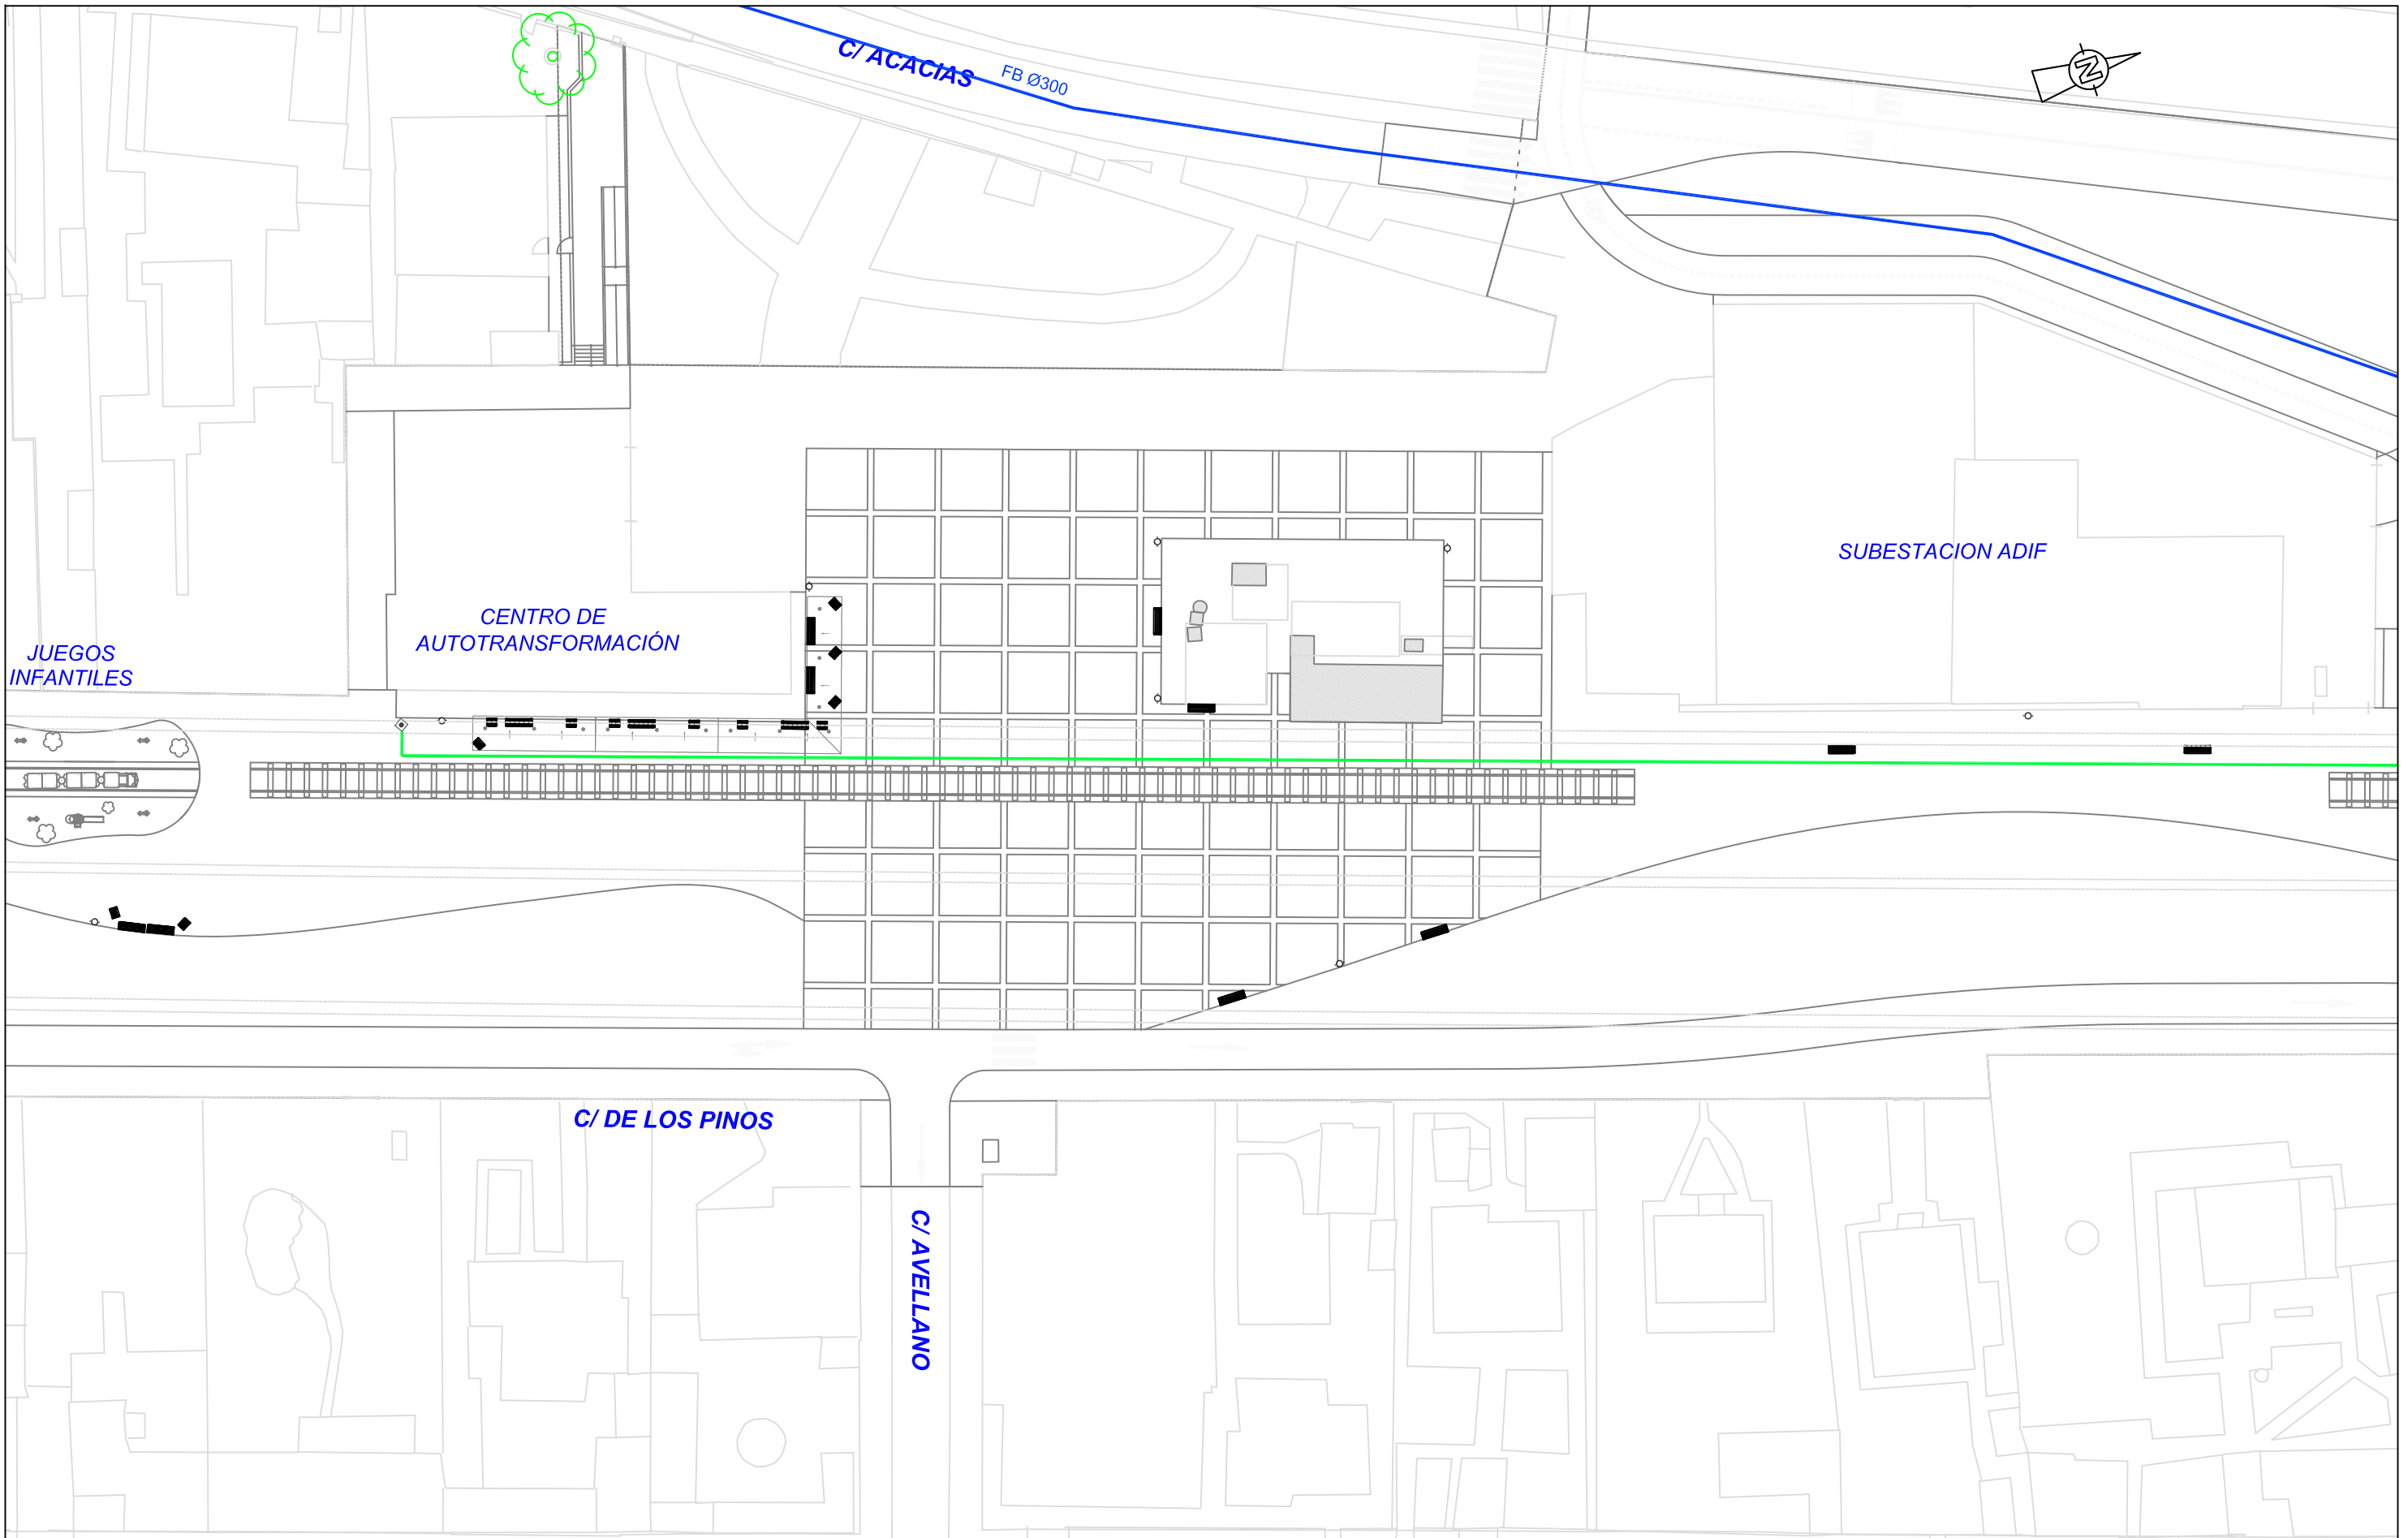 C/ ACACIAS
FB Ø300
N
SUBESTACION ADIF
CENTRO DE
AUTOTRANSFORMACIÓN
JUEGOS
INFANTILES
C/ DE LOS PINOS
C/ AVELLANO